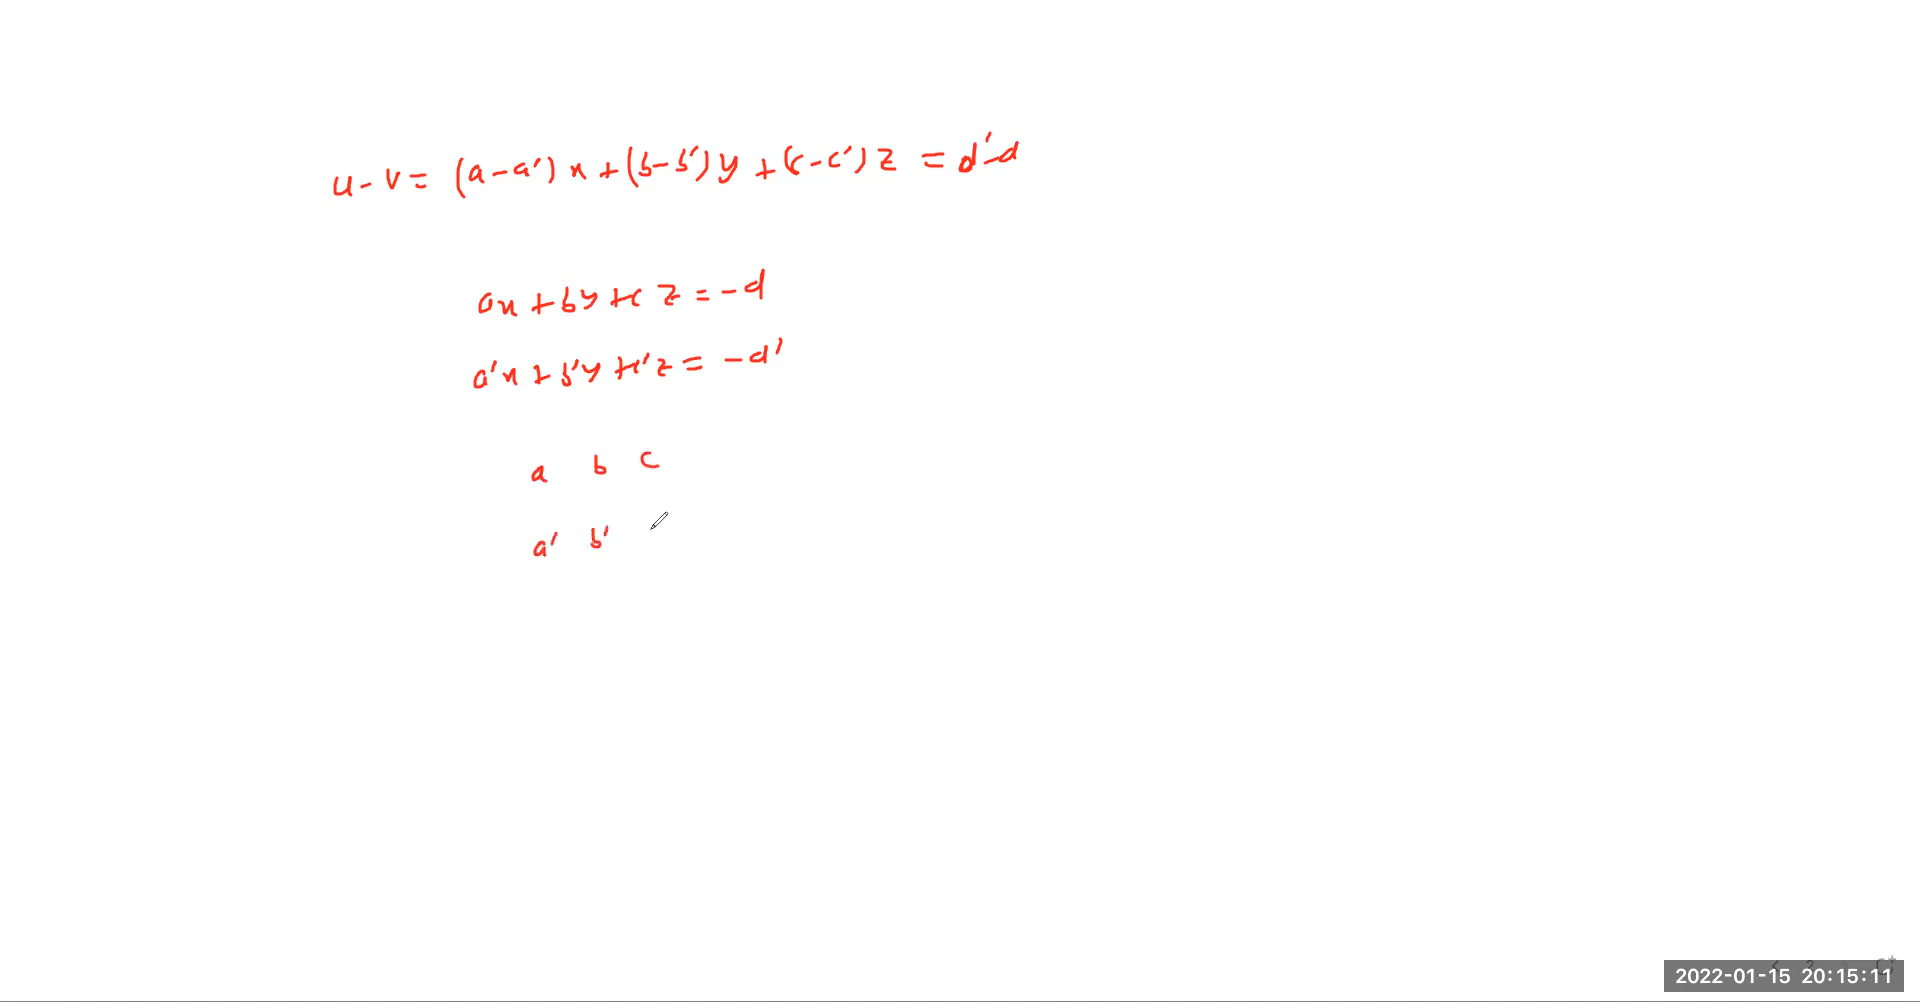 u - v = (a - a') x + (b - b') y + (c - c') z = d' - d
ax + by + cz = -d
a'x + b'y + c'z = -d'
a b c
a' b'
2022-01-15 20:15:11